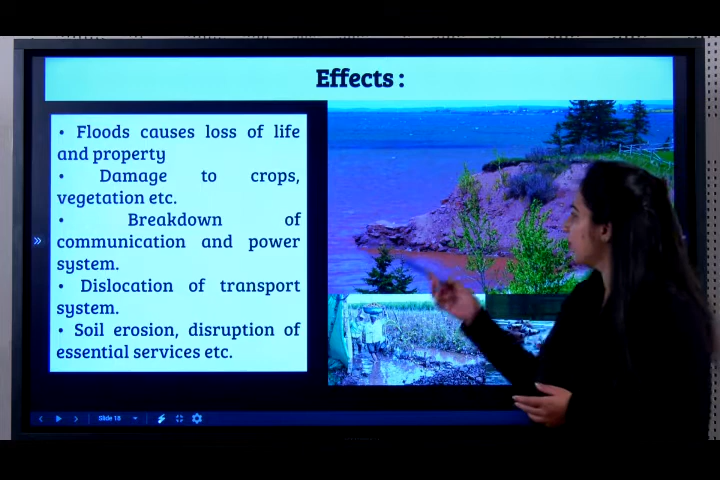 Effects :
• Floods causes loss of life
and property
• Damage to crops,
vegetation etc.
• Breakdown of
communication and power
system.
• Dislocation of transport
system.
• Soil erosion, disruption of
essential services etc.
Slide 18